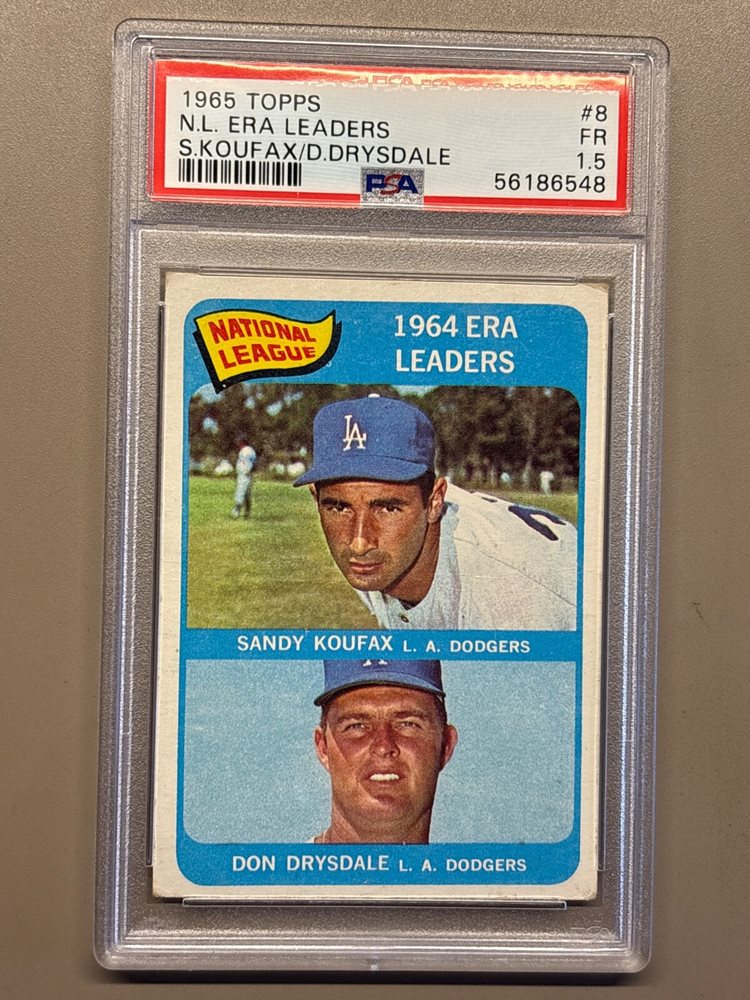 1965 TOPPS #8
N.L. ERA LEADERS FR
S.KOUFAX/D.DRYSDALE 1.5
PSA 56186548
NATIONAL LEAGUE
1964 ERA
LEADERS
LA
SANDY KOUFAX L. A. DODGERS
DON DRYSDALE L. A. DODGERS